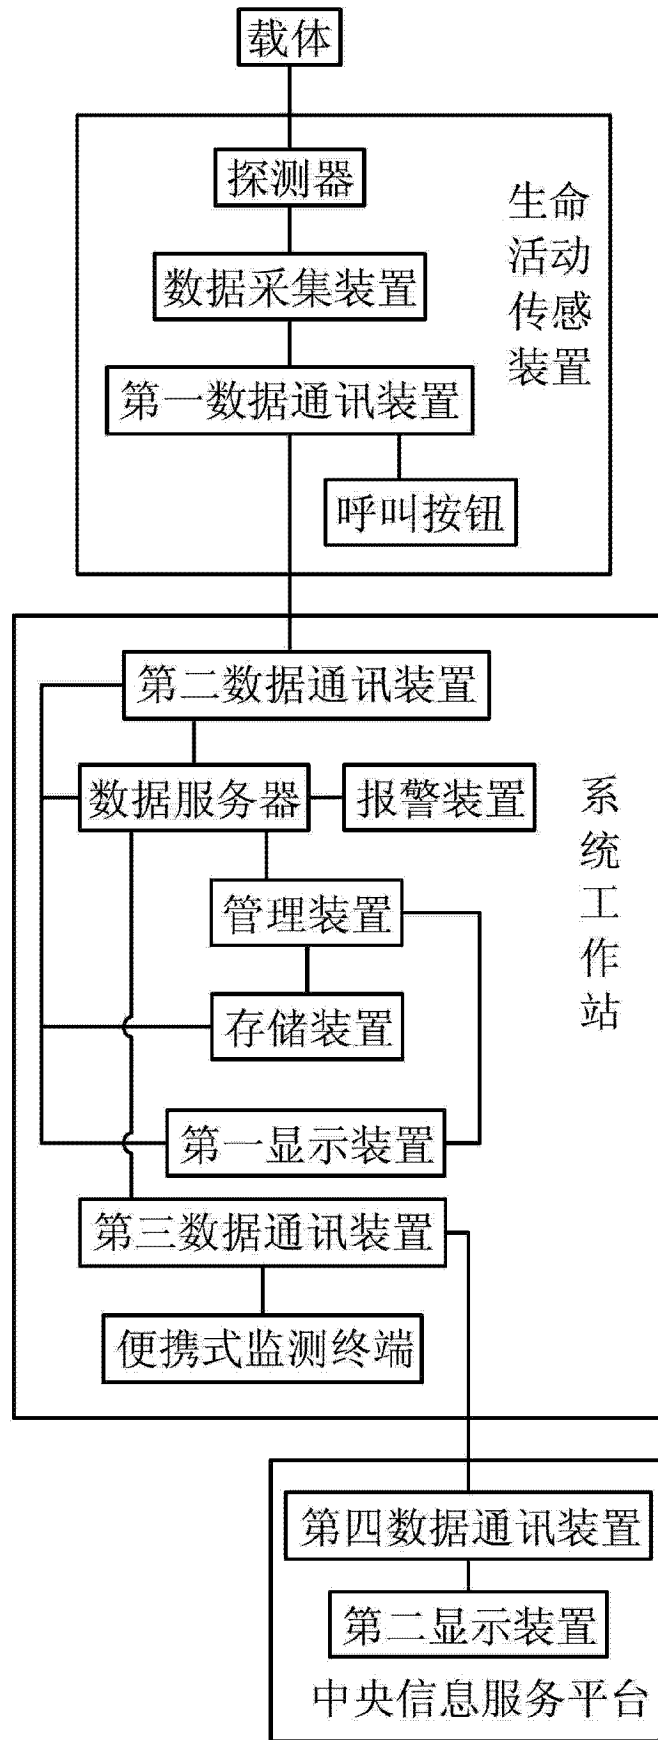 载体
探测器
生命
活动
传感
装置
数据采集装置
第一数据通讯装置
呼叫按钮
第二数据通讯装置
数据服务器
报警装置
系
统
工
作
站
管理装置
存储装置
第一显示装置
第三数据通讯装置
便携式监测终端
第四数据通讯装置
第二显示装置
中央信息服务平台